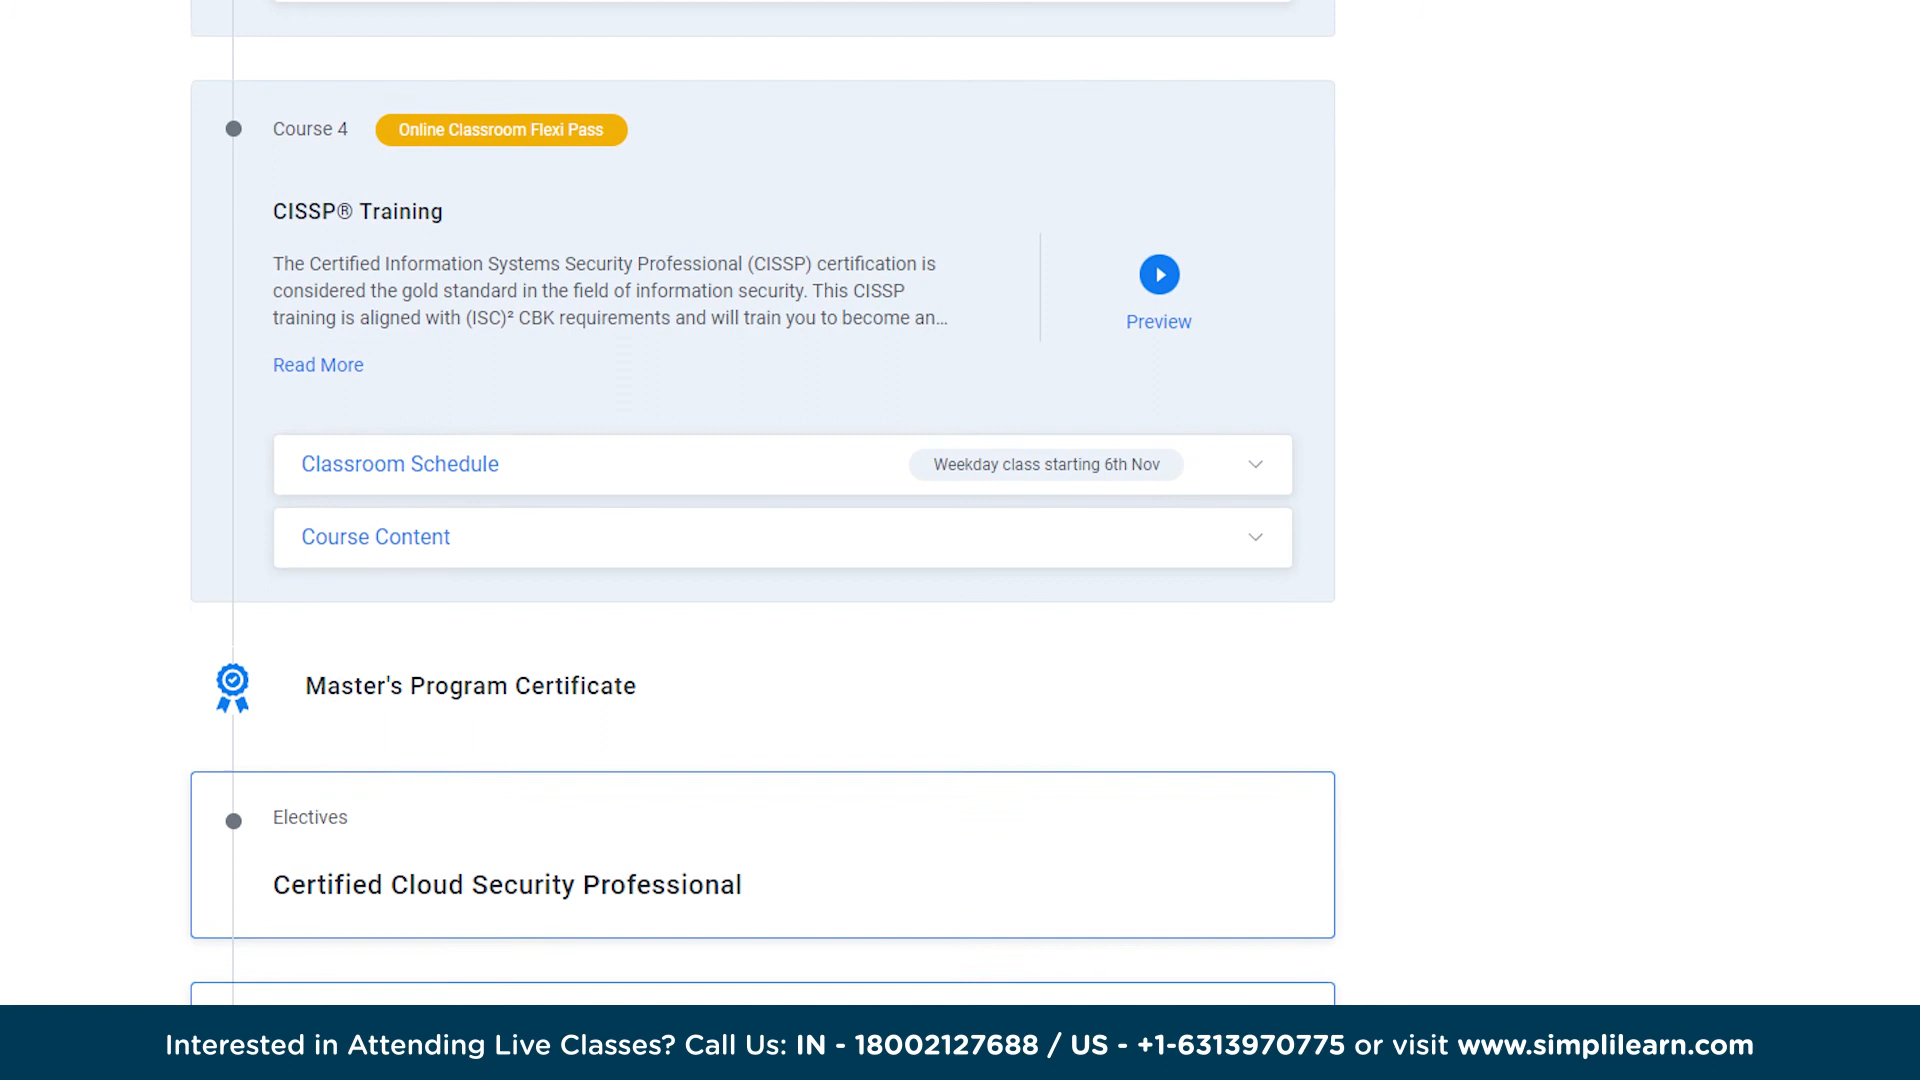 Course 4
Online Classroom Flexi Pass
CISSP® Training
The Certified Information Systems Security Professional (CISSP) certification is
considered the gold standard in the field of information security. This CISSP
training is aligned with (ISC)² CBK requirements and will train you to become an...
Preview
Read More
Classroom Schedule
Weekday class starting 6th Nov
Course Content
Master's Program Certificate
Electives
Certified Cloud Security Professional
Interested in Attending Live Classes? Call Us: IN - 18002127688 / US - +1-6313970775 or visit www.simplilearn.com